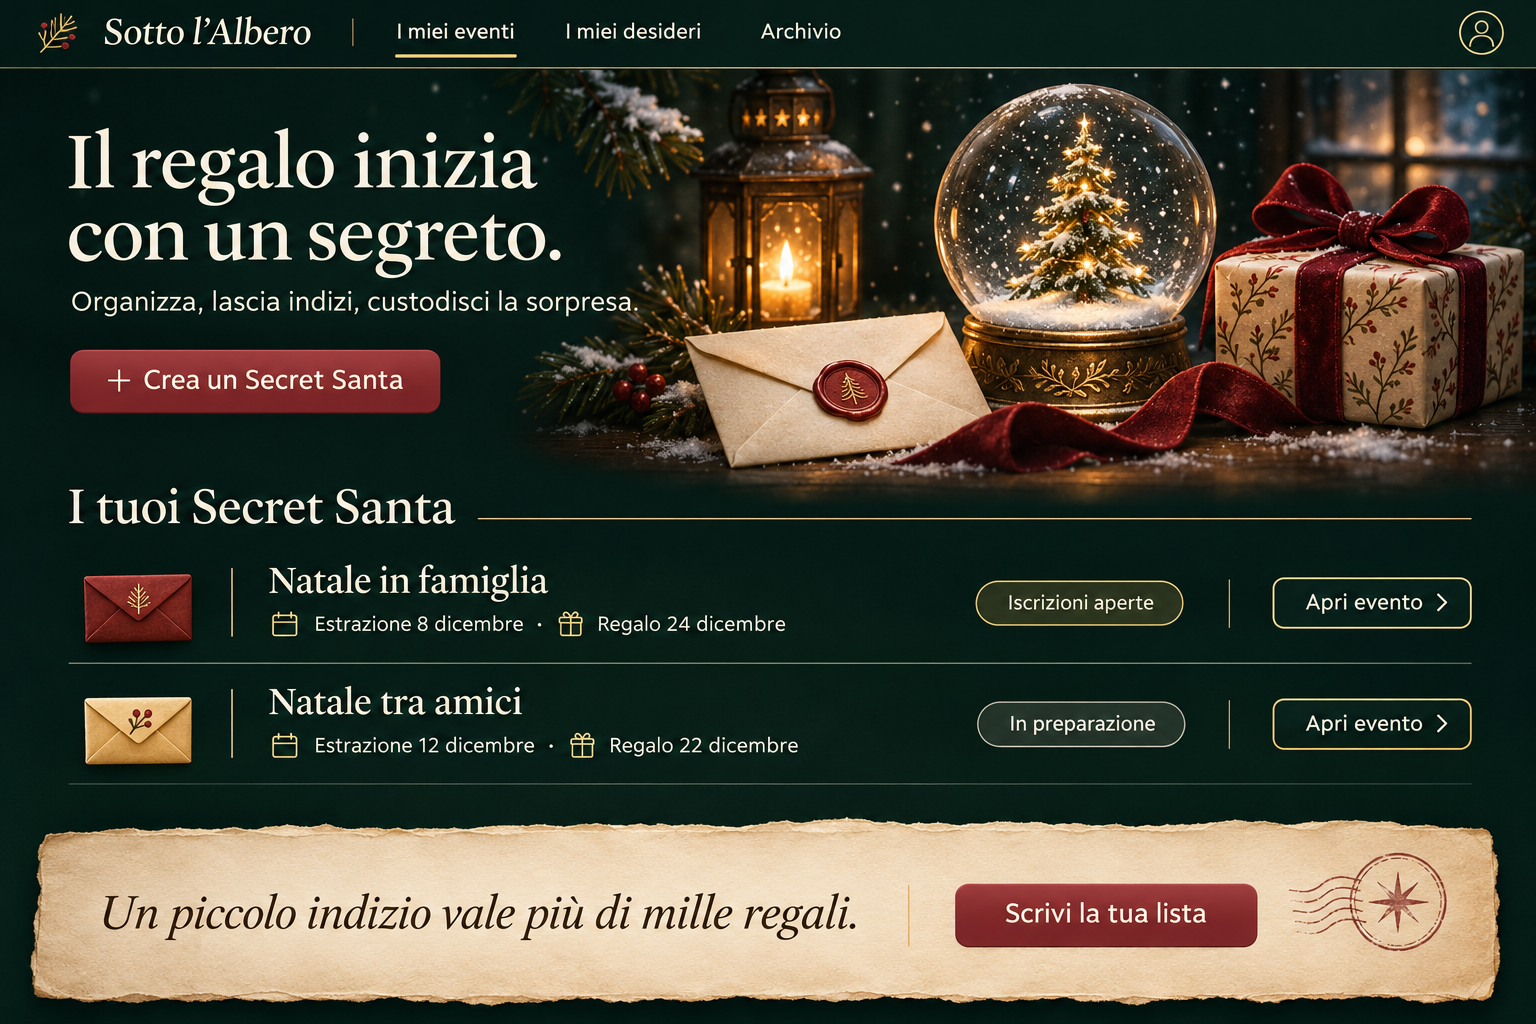 Sotto l'Albero
I miei eventi
I miei desideri
Archivio
Il regalo inizia
con un segreto.
Organizza, lascia indizi, custodisci la sorpresa.
+ Crea un Secret Santa
I tuoi Secret Santa
Natale in famiglia
Estrazione 8 dicembre • Regalo 24 dicembre
Iscrizioni aperte
Apri evento >
Natale tra amici
Estrazione 12 dicembre • Regalo 22 dicembre
In preparazione
Apri evento >
Un piccolo indizio vale più di mille regali.
Scrivi la tua lista